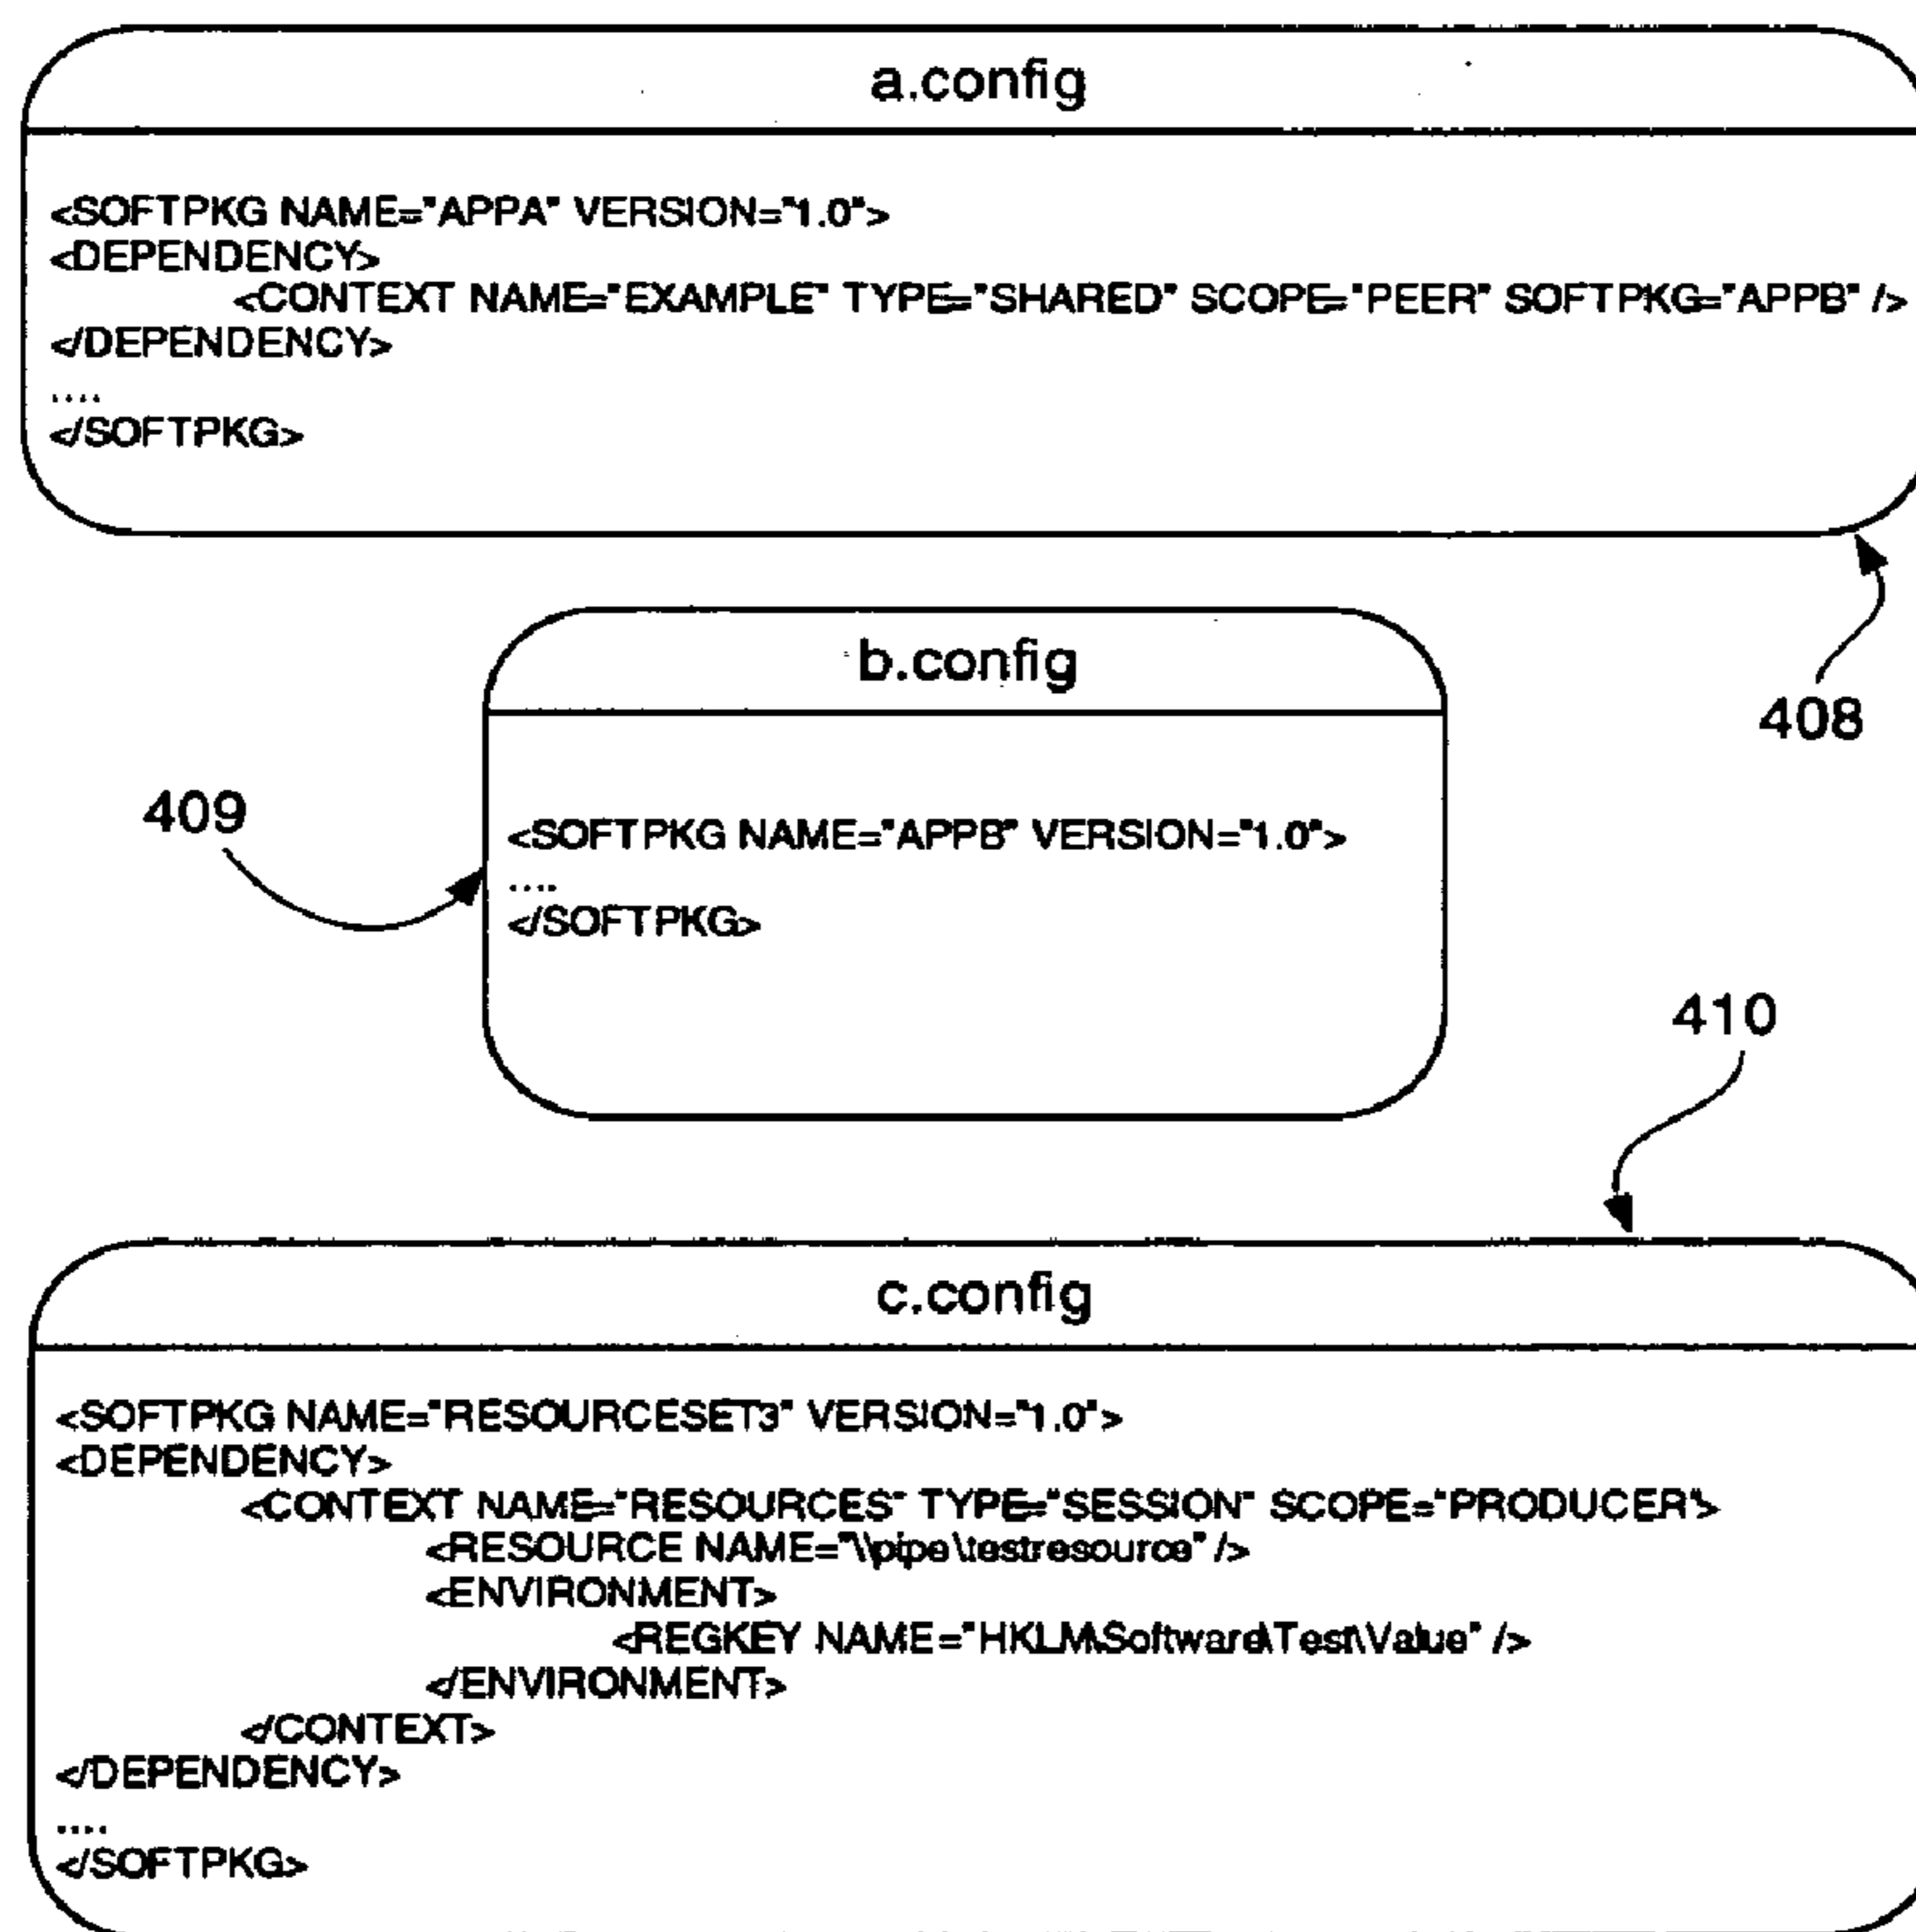 a.config
<SOFTPKG NAME="APPA" VERSION="1.0">
<DEPENDENCY>
<CONTEXT NAME="EXAMPLE" TYPE="SHARED" SCOPE="PEER" SOFTPKG="APPB" />
</DEPENDENCY>
....
</SOFTPKG>
408
b.config
409
<SOFTPKG NAME="APPB" VERSION="1.0">
....
</SOFTPKG>
410
c.config
<SOFTPKG NAME="RESOURCESET3" VERSION="1.0">
<DEPENDENCY>
<CONTEXT NAME="RESOURCES" TYPE="SESSION" SCOPE="PRODUCER">
<RESOURCE NAME="\\pipe\testresource" />
<ENVIRONMENT>
<REGKEY NAME="HKLM\Software\Test\Value" />
</ENVIRONMENT>
</CONTEXT>
</DEPENDENCY>
....
</SOFTPKG>